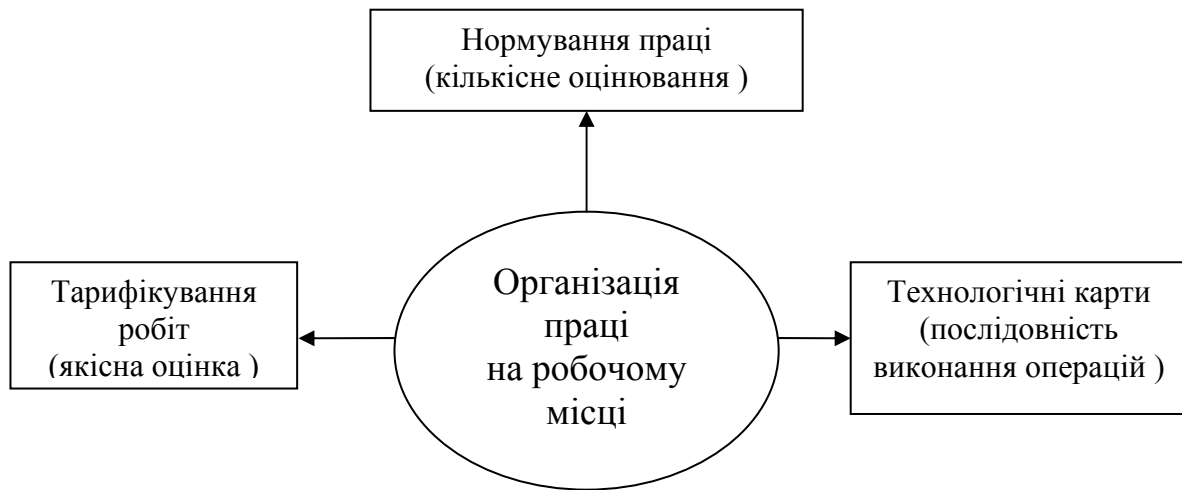 Нормування праці
(кількісне оцінювання )
Тарифікування
робіт
(якісна оцінка )
Організація
праці
на робочому
місці
Технологічні карти
(послідовність
виконання операцій )